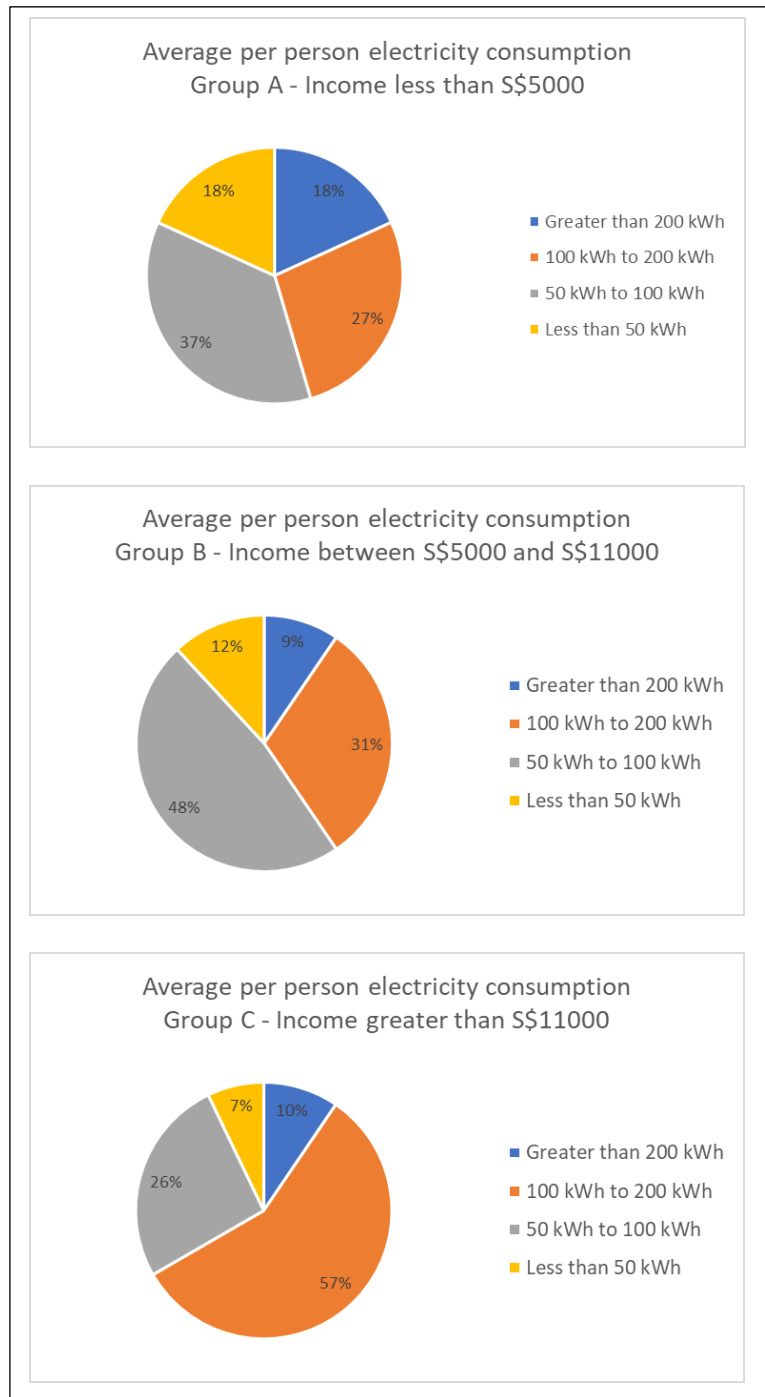 Average per person electricity consumption
Group A - Income less than S$5000
18%
18%
27%
37%
Greater than 200 kWh
100 kWh to 200 kWh
50 kWh to 100 kWh
Less than 50 kWh
Average per person electricity consumption
Group B - Income between S$5000 and S$11000
12%
9%
31%
48%
Greater than 200 kWh
100 kWh to 200 kWh
50 kWh to 100 kWh
Less than 50 kWh
Average per person electricity consumption
Group C - Income greater than S$11000
7%
10%
26%
57%
Greater than 200 kWh
100 kWh to 200 kWh
50 kWh to 100 kWh
Less than 50 kWh